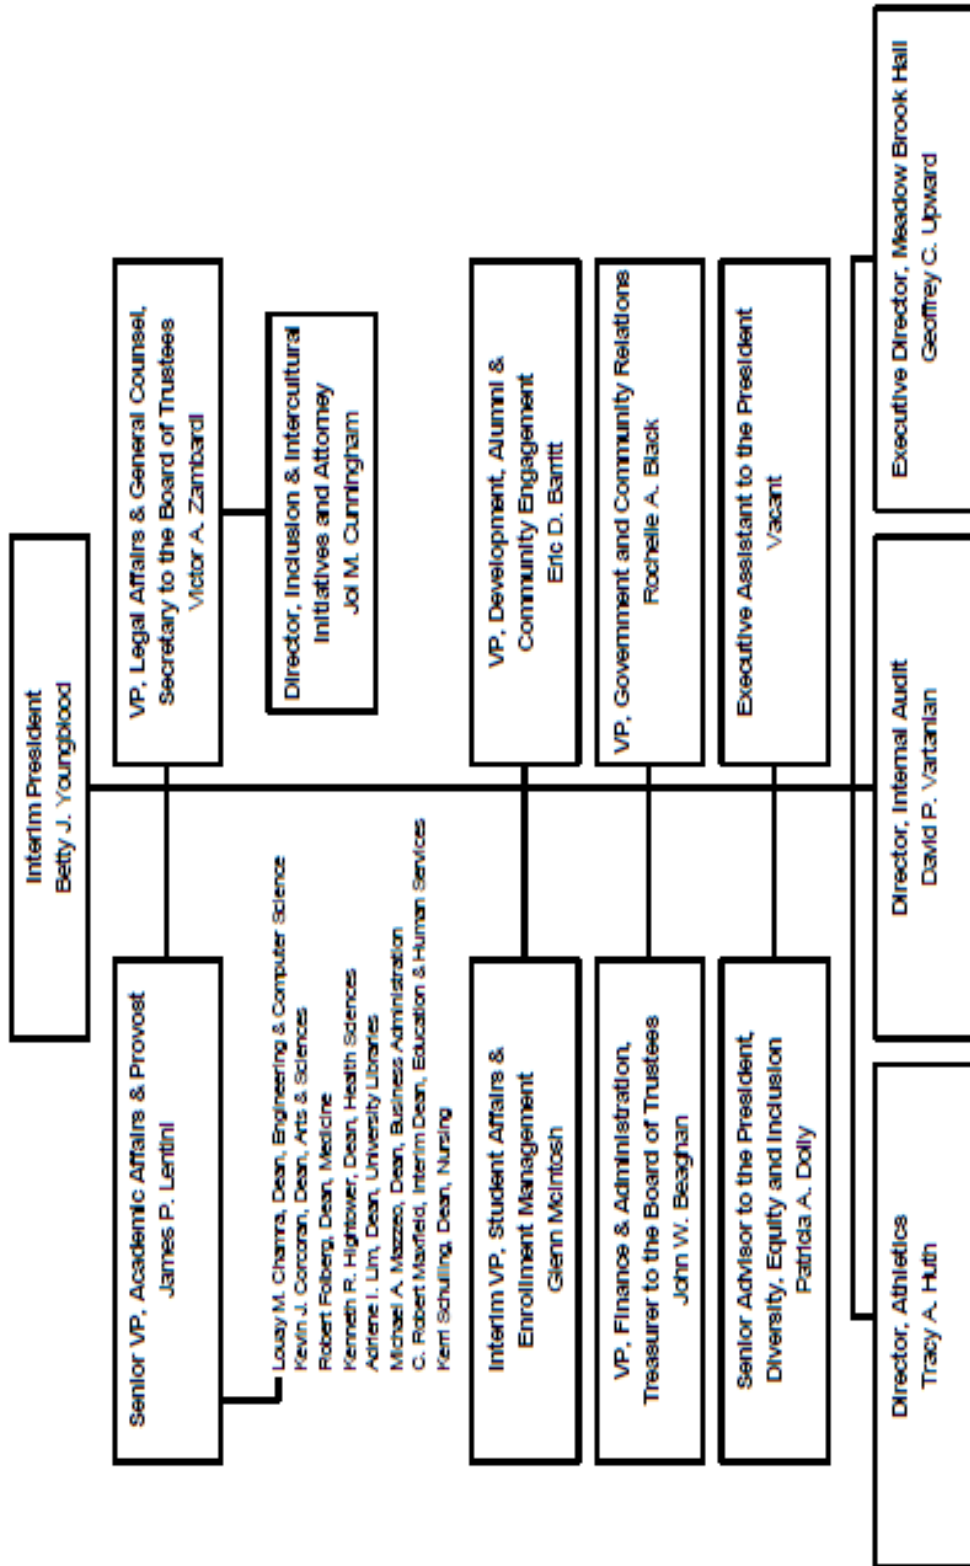 Interim President
Betty J. Youngblood
Senior VP, Academic Affairs & Provost
James P. Lentini
VP, Legal Affairs & General Counsel,
Secretary to the Board of Trustees
Victor A. Zambardi
Louay M. Chamra, Dean, Engineering & Computer Science
Kevin J. Corcoran, Dean, Arts & Sciences
Robert Folberg, Dean, Medicine
Kenneth R. Hightower, Dean, Health Sciences
Adriene I. Lim, Dean, University Libraries
Michael A. Mazzeo, Dean, Business Administration
C. Robert Maxfield, Interim Dean, Education & Human Services
Kerri Schuiling, Dean, Nursing
Director, Inclusion & Intercultural
Initiatives and Attorney
Joi M. Cunningham
Interim VP, Student Affairs &
Enrollment Management
Glenn McIntosh
VP, Development, Alumni &
Community Engagement
Eric D. Barritt
VP, Finance & Administration,
Treasurer to the Board of Trustees
John W. Beaghan
VP, Government and Community Relations
Rochelle A. Black
Senior Advisor to the President,
Diversity, Equity and Inclusion
Patricia A. Dolly
Executive Assistant to the President
Vacant
Director, Athletics
Tracy A. Huth
Director, Internal Audit
David P. Vartanian
Executive Director, Meadow Brook Hall
Geoffrey C. Upward